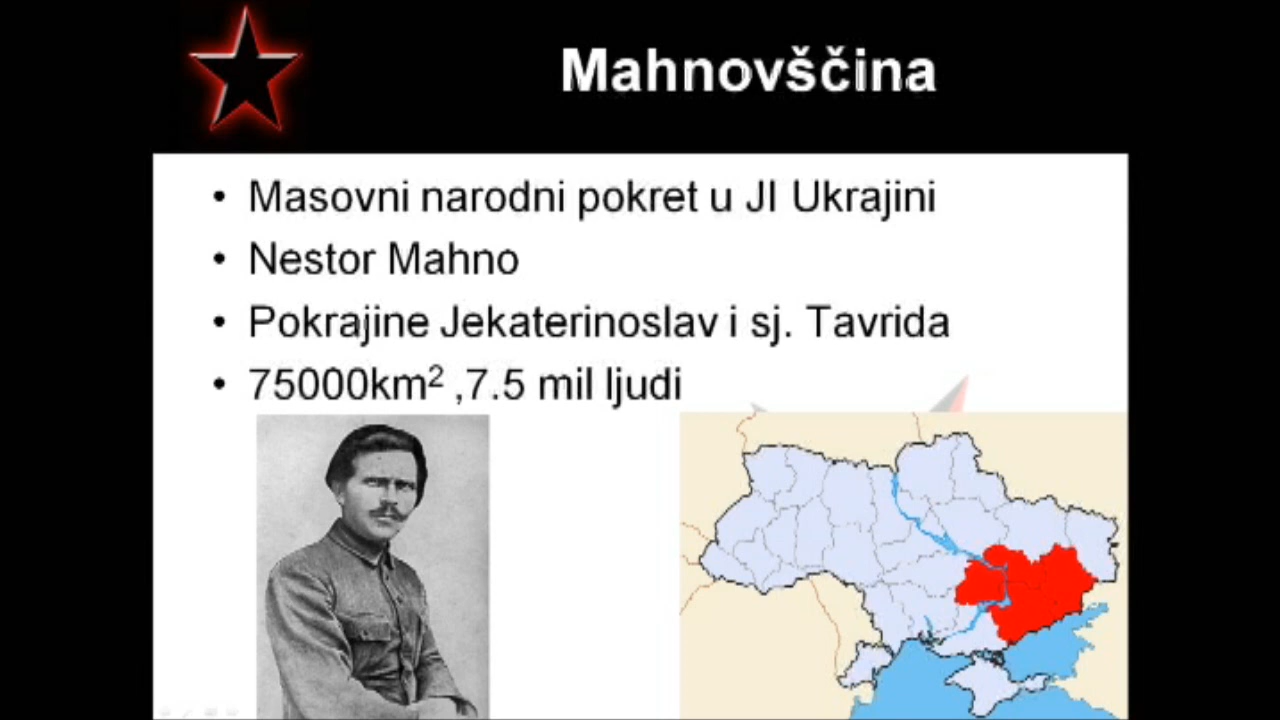 Mahnovščina
• Masovni narodni pokret u JI Ukrajini
• Nestor Mahno
• Pokrajine Jekaterinoslav i sj. Tavrida
• 75000km² ,7.5 mil ljudi